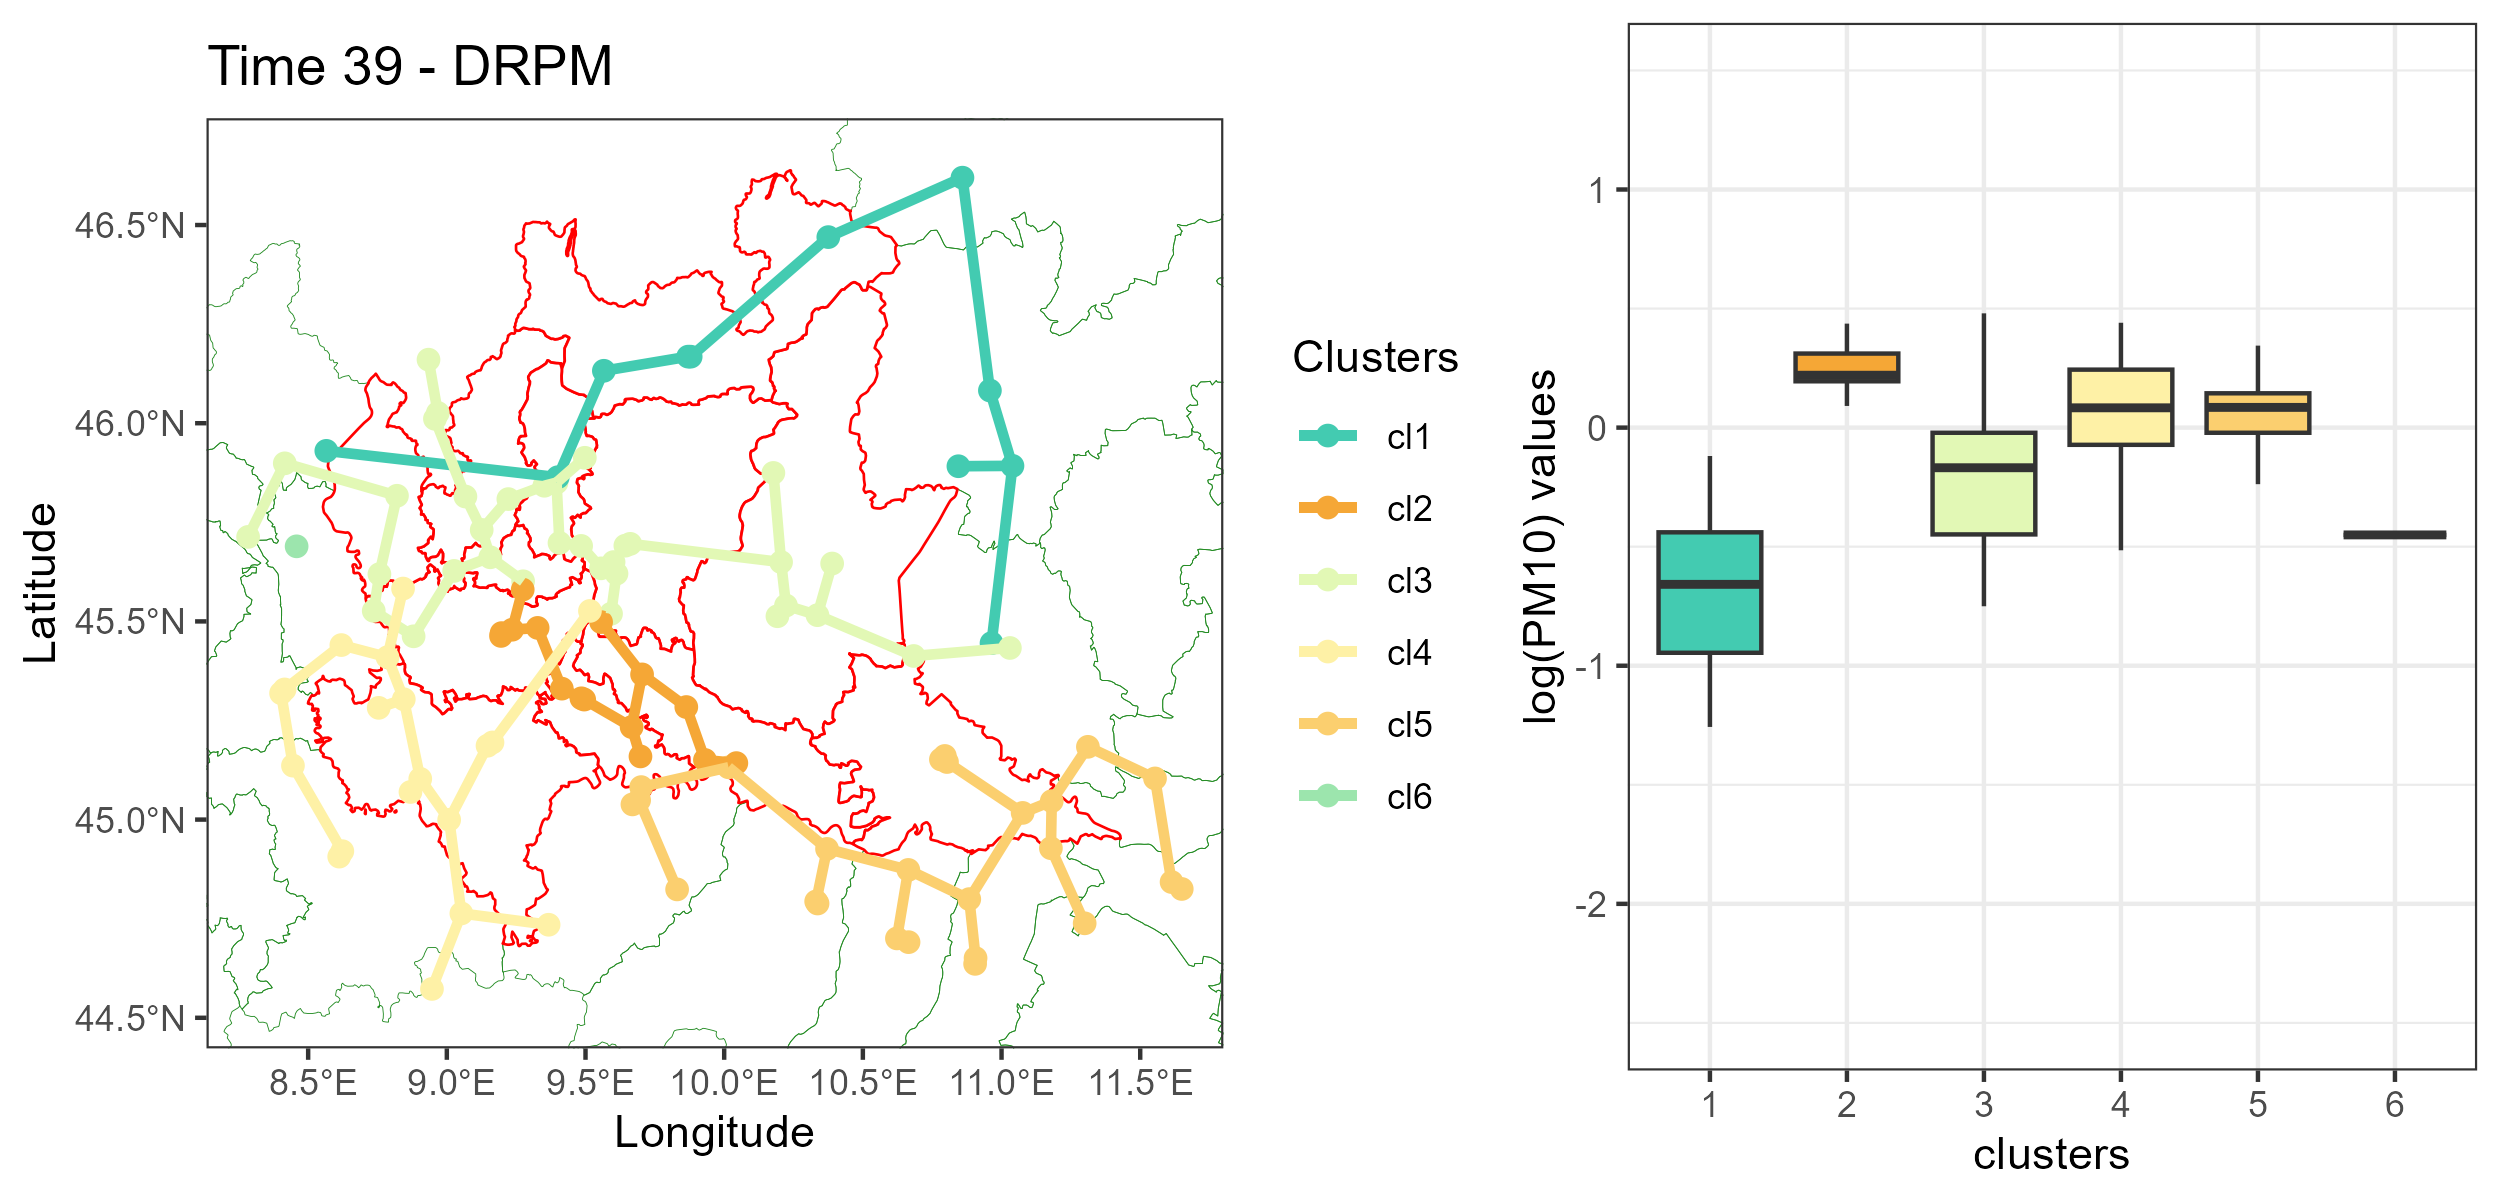 Time 39 - DRPM
46.5°N
46.0°N
45.5°N
45.0°N
44.5°N
Latitude
8.5°E 9.0°E 9.5°E 10.0°E 10.5°E 11.0°E 11.5°E
Longitude
Clusters
cl1
cl2
cl3
cl4
cl5
cl6
log(PM10) values
1
0
-1
-2
1 2 3 4 5 6
clusters